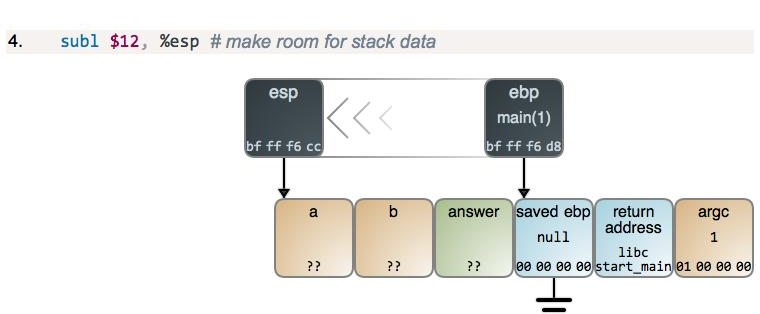 4. subl $12, %esp # make room for stack data
esp
bf ff f6 cc
ebp
main(1)
bf ff f6 d8
a
??
b
??
answer
??
saved ebp
null
00 00 00 00
return
address
libc
start_main
argc
1
01 00 00 00